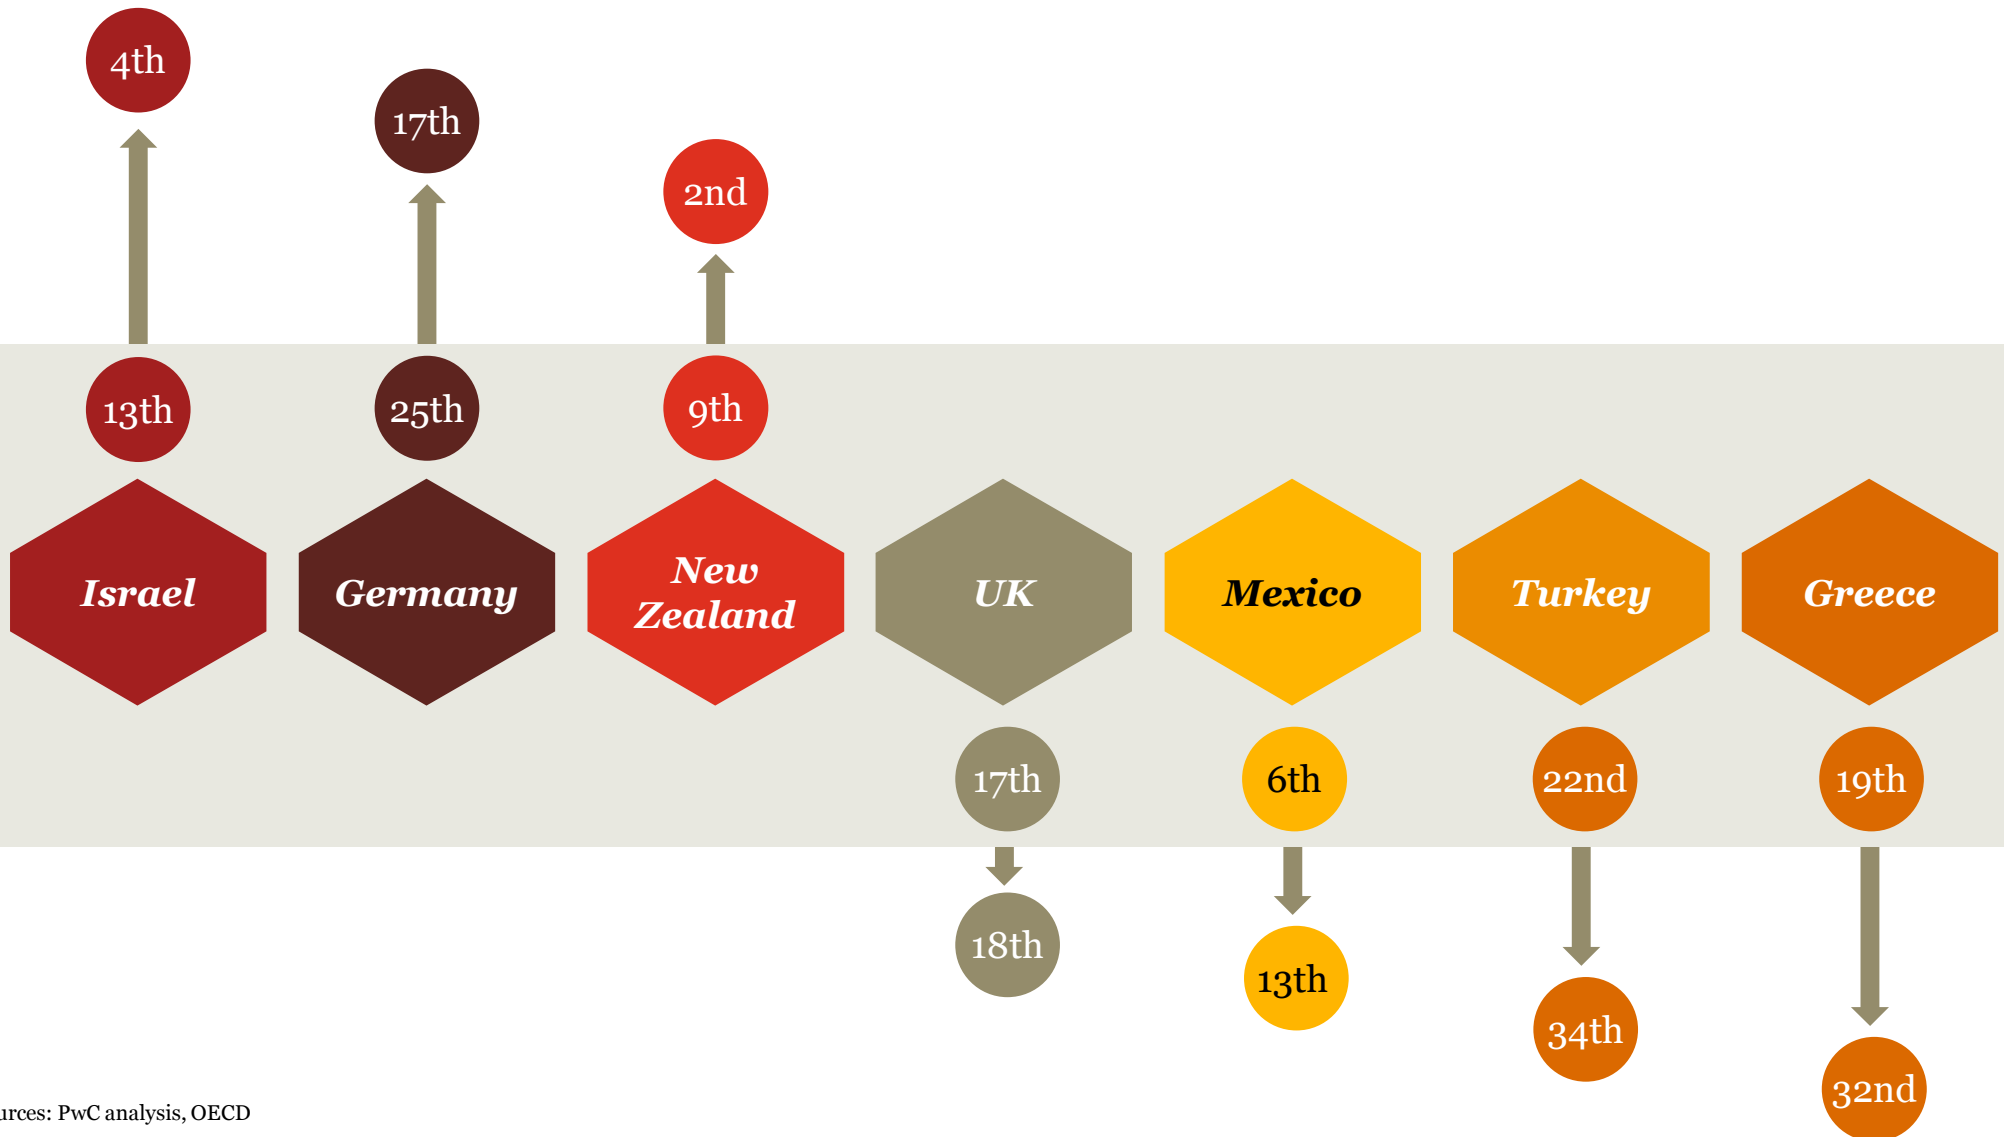 4th
17th
2nd
13th
25th
9th
Israel
Germany
New
Zealand
UK
Mexico
Turkey
Greece
17th
6th
22nd
19th
18th
13th
34th
32nd
urces: PwC analysis, OECD